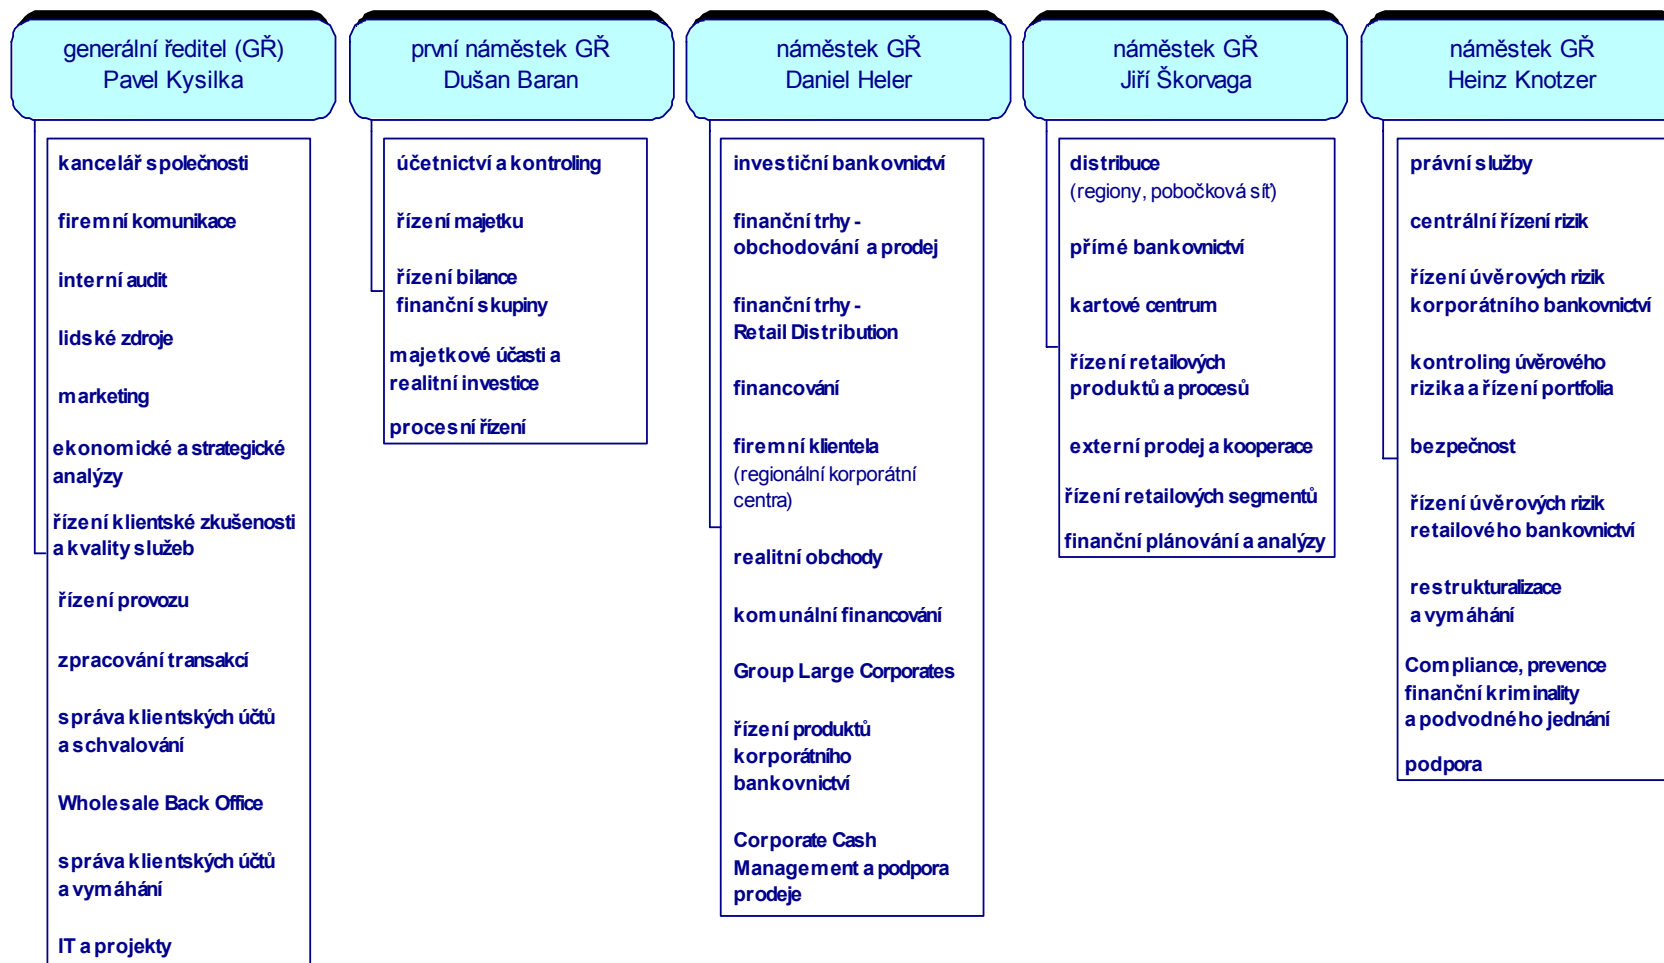 generální ředitel (GŘ)
Pavel Kysilka
kancelář společnosti
firemní komunikace
interní audit
lidské zdroje
marketing
ekonomické a strategické
analýzy
řízení klientské zkušenosti
a kvality služeb
řízení provozu
zpracování transakcí
správa klientských účtů
a schvalování
Wholesale Back Office
správa klientských účtů
a vymáhání
IT a projekty
první náměstek GŘ
Dušan Baran
účetnictví a kontroling
řízení majetku
řízení bilance
finanční skupiny
majetkové účasti a
realitní investice
procesní řízení
náměstek GŘ
Daniel Heler
investiční bankovnictví
finanční trhy -
obchodování a prodej
finanční trhy -
Retail Distribution
financování
firemní klientela
(regionální korporátní
centra)
realitní obchody
komunální financování
Group Large Corporates
řízení produktů
korporátního
bankovnictví
Corporate Cash
Management a podpora
prodeje
náměstek GŘ
Jiří Škorvaga
distribuce
(regiony, pobočková síť)
přímé bankovnictví
kartové centrum
řízení retailových
produktů a procesů
externí prodej a kooperace
řízení retailových segmentů
finanční plánování a analýzy
náměstek GŘ
Heinz Knotzer
právní služby
centrální řízení rizik
řízení úvěrových rizik
korporátního bankovnictví
kontroling úvěrového
rizika a řízení portfolia
bezpečnost
řízení úvěrových rizik
retailového bankovnictví
restrukturalizace
a vymáhání
Compliance, prevence
finanční kriminality
a podvodného jednání
podpora